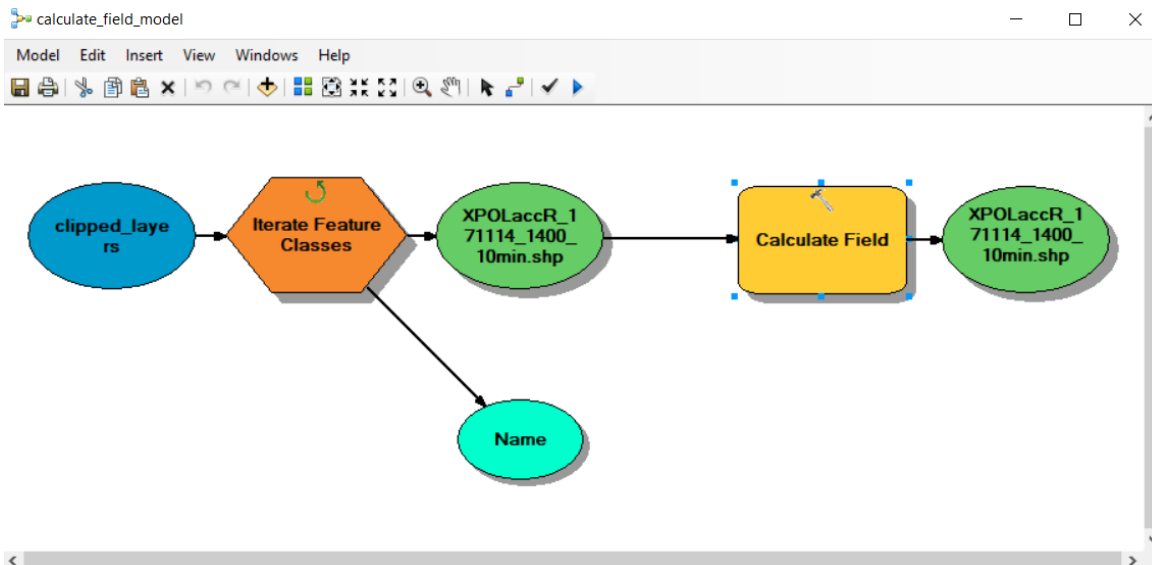 calculate_field_model
Model Edit Insert View Windows Help
clipped_laye
rs
Iterate Feature
Classes
XPOLaccR_1
71114_1400_
10min.shp
Calculate Field
XPOLaccR_1
71114_1400_
10min.shp
Name